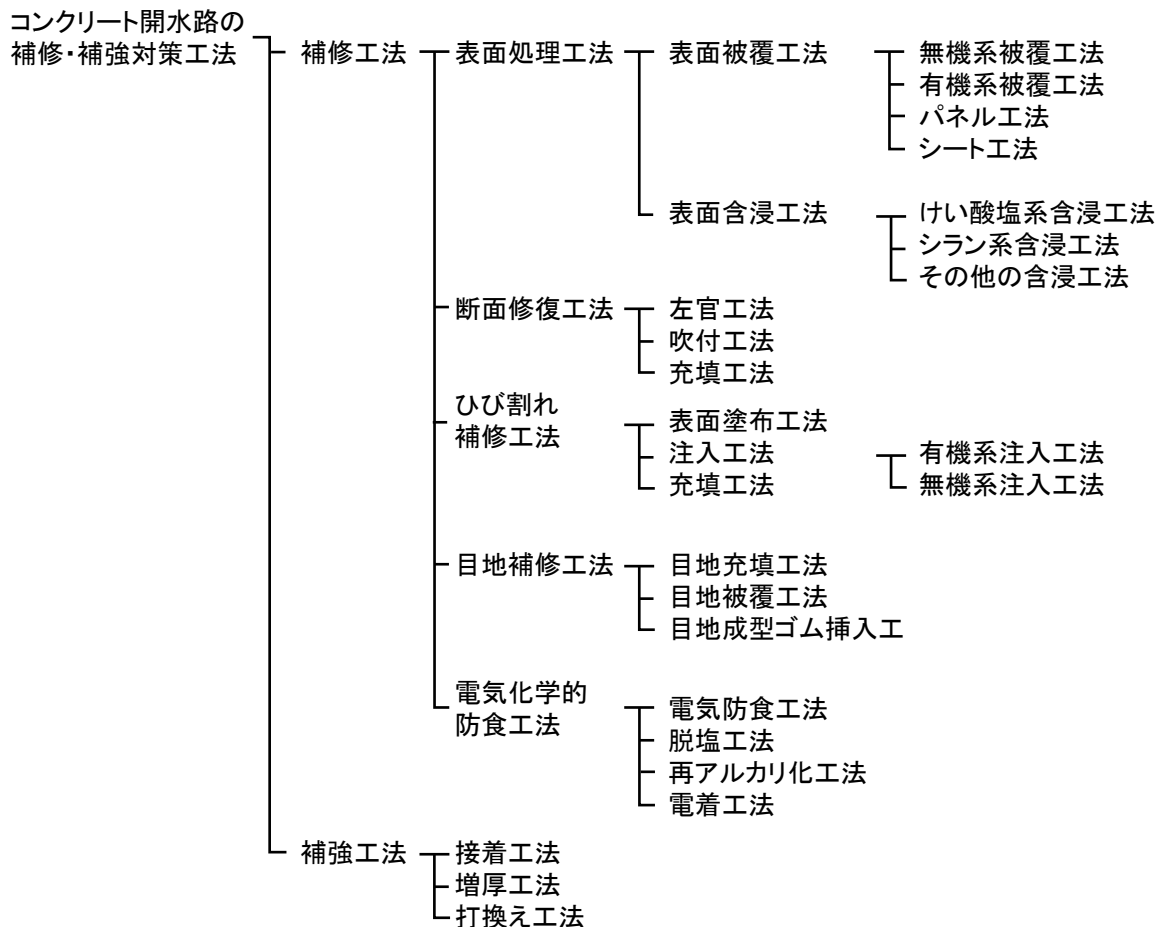 コンクリート開水路の
補修・補強対策工法
補修工法
表面処理工法
表面被覆工法
無機系被覆工法
有機系被覆工法
パネル工法
シート工法
表面含浸工法
けい酸塩系含浸工法
シラン系含浸工法
その他の含浸工法
断面修復工法
左官工法
吹付工法
充填工法
ひび割れ
補修工法
表面塗布工法
注入工法
有機系注入工法
無機系注入工法
充填工法
目地補修工法
目地充填工法
目地被覆工法
目地成型ゴム挿入工
電気化学的
防食工法
電気防食工法
脱塩工法
再アルカリ化工法
電着工法
補強工法
接着工法
増厚工法
打換え工法